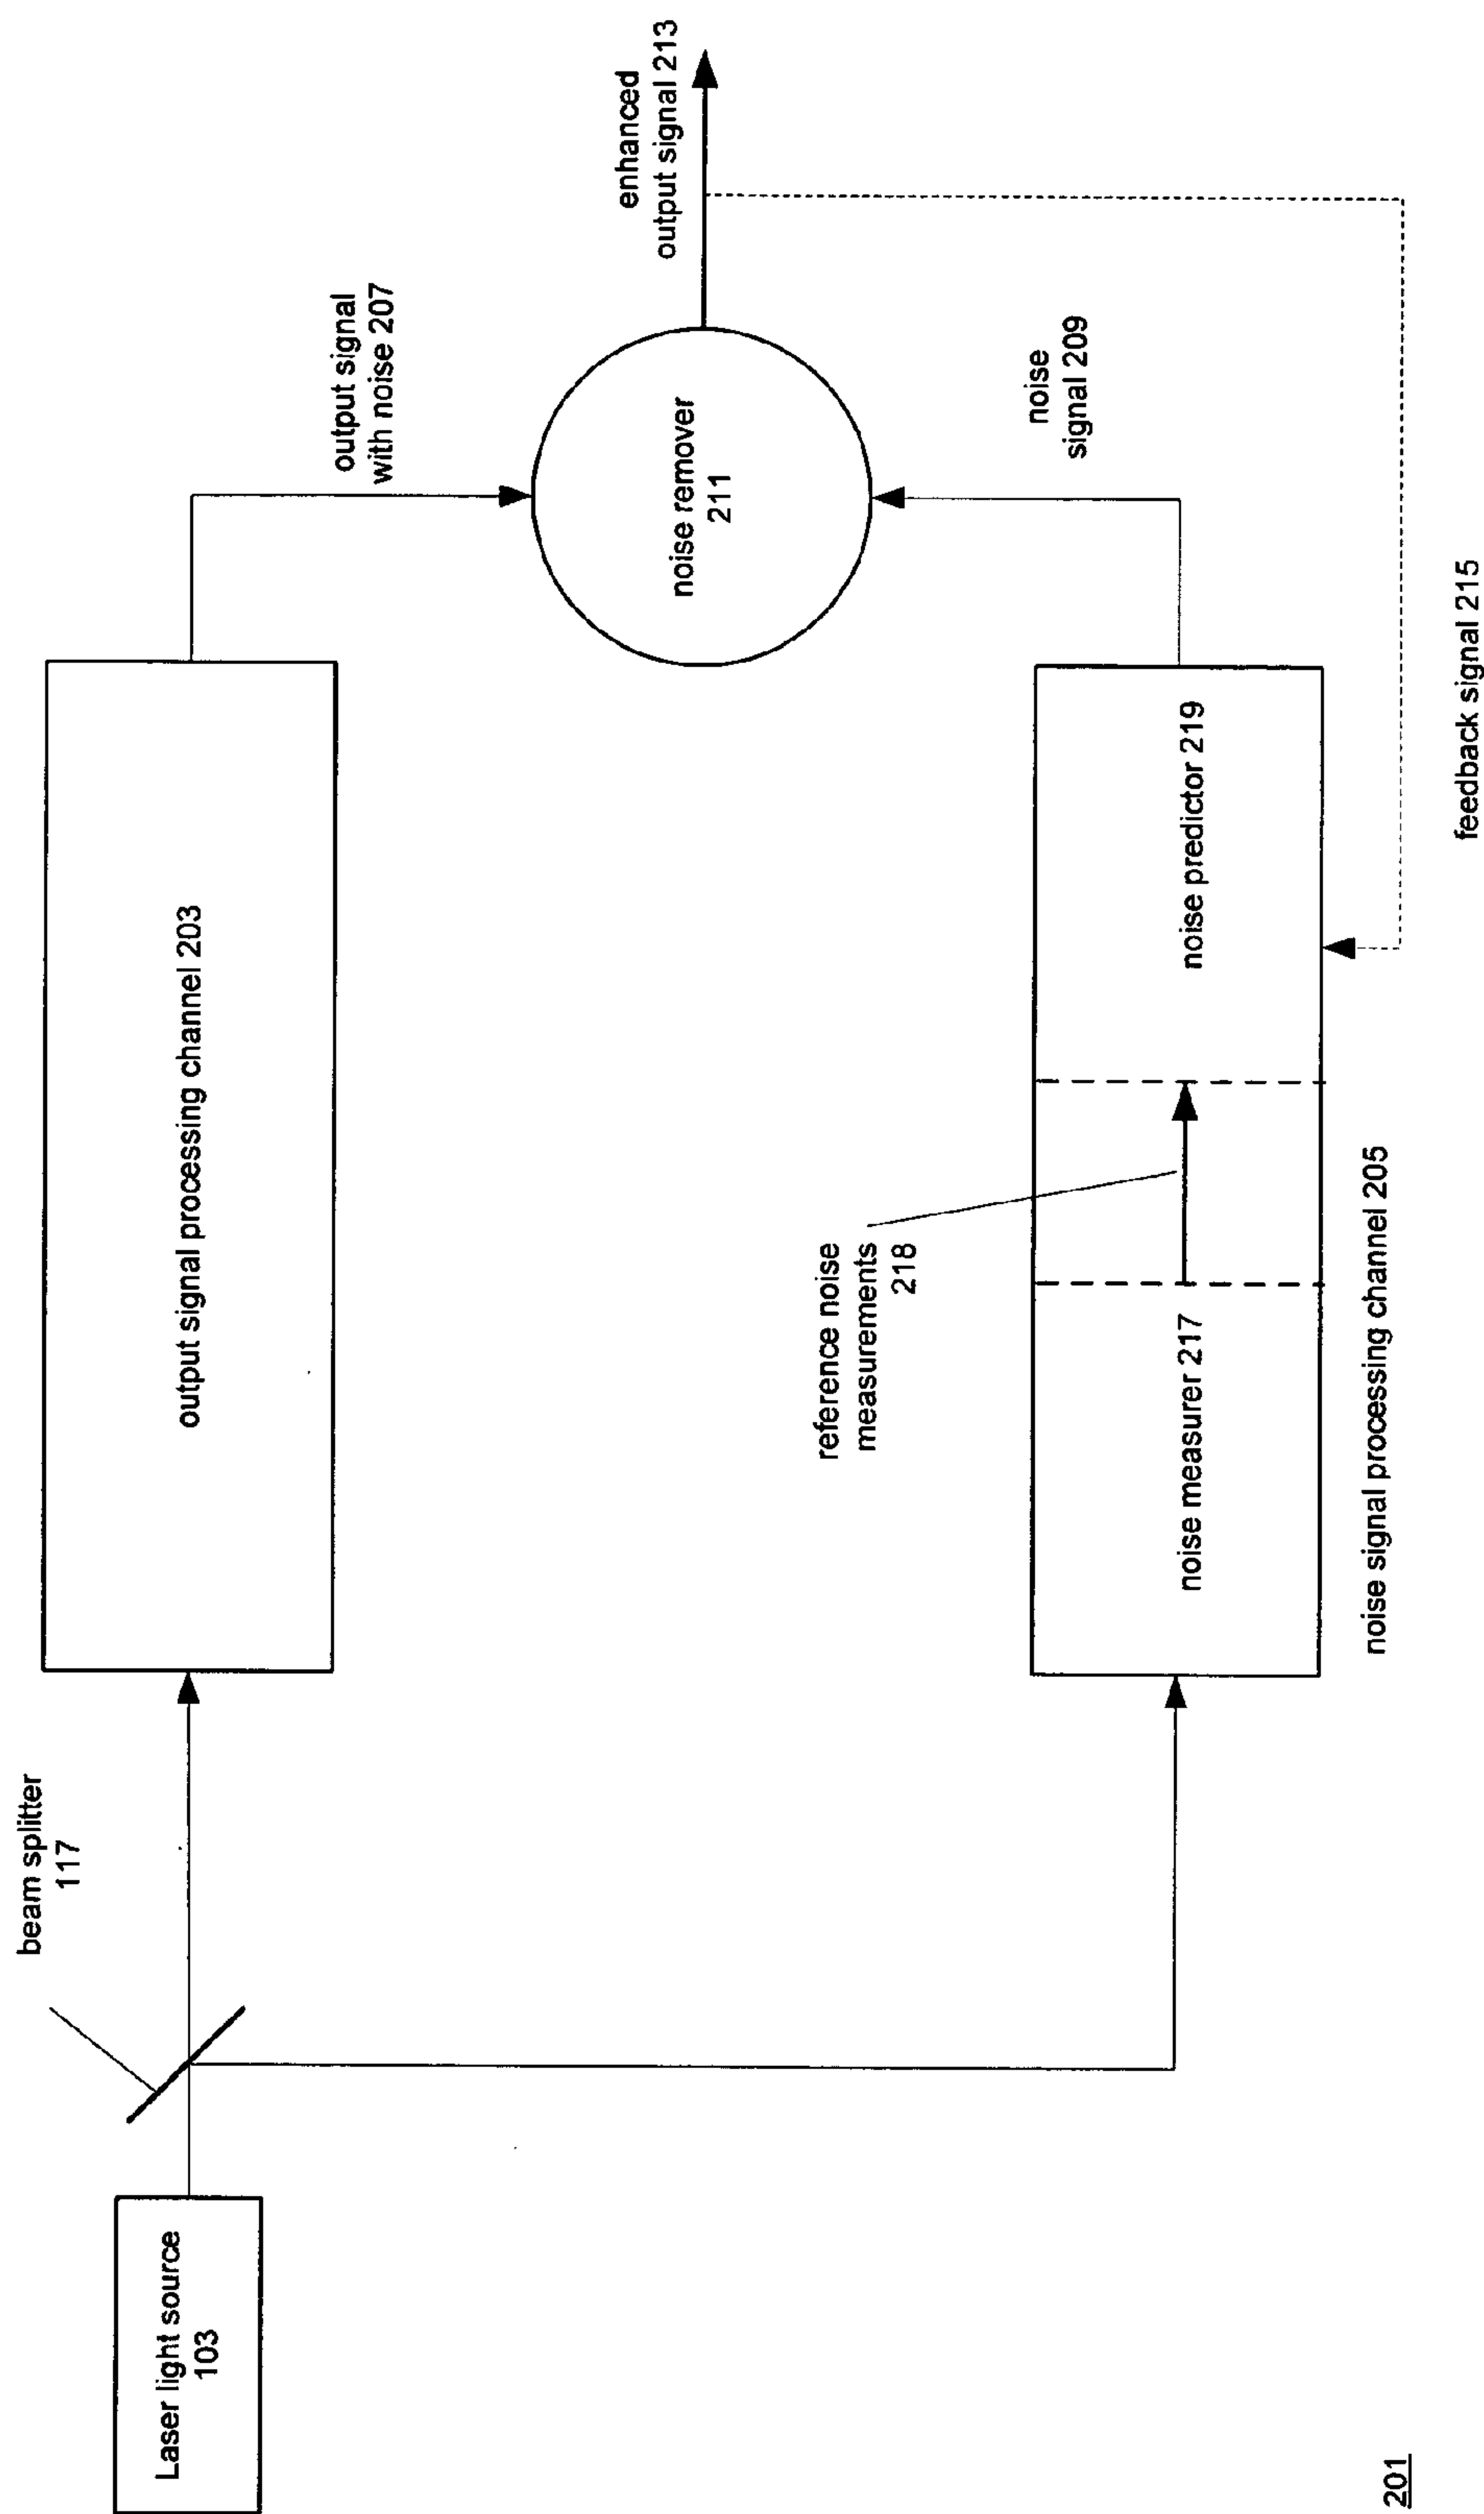 Laser light source
103
beam splitter
117
output signal processing channel 203
output signal
with noise 207
noise remover
211
enhanced
output signal 213
noise
signal 209
reference noise
measurements
218
noise measurer 217
noise predictor 219
noise signal processing channel 205
feedback signal 215
201